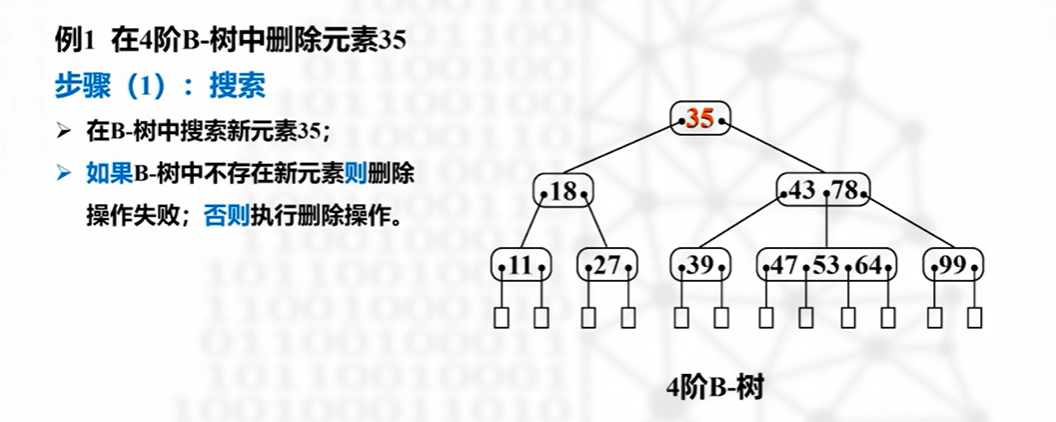 例1 在4阶B-树中删除元素35
步骤（1）：搜索
➢ 在B-树中搜索新元素35；
➢ 如果B-树中不存在新元素则删除
操作失败；否则执行删除操作。
35
18
43 78
11
27
39
47 53 64
99
4阶B-树